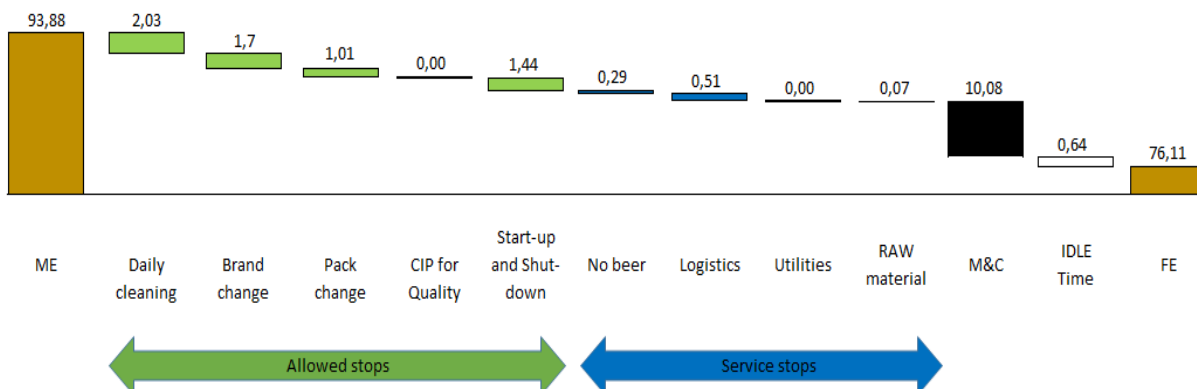 93,88
2,03
1,7
1,01
0,00
1,44
0,29
0,51
0,00
0,07
10,08
0,64
76,11
ME
Daily
cleaning
Brand
change
Pack
change
CIP for
Quality
Start-up
and Shut-
down
No beer
Logistics
Utilities
RAW
material
M&C
IDLE
Time
FE
Allowed stops
Service stops